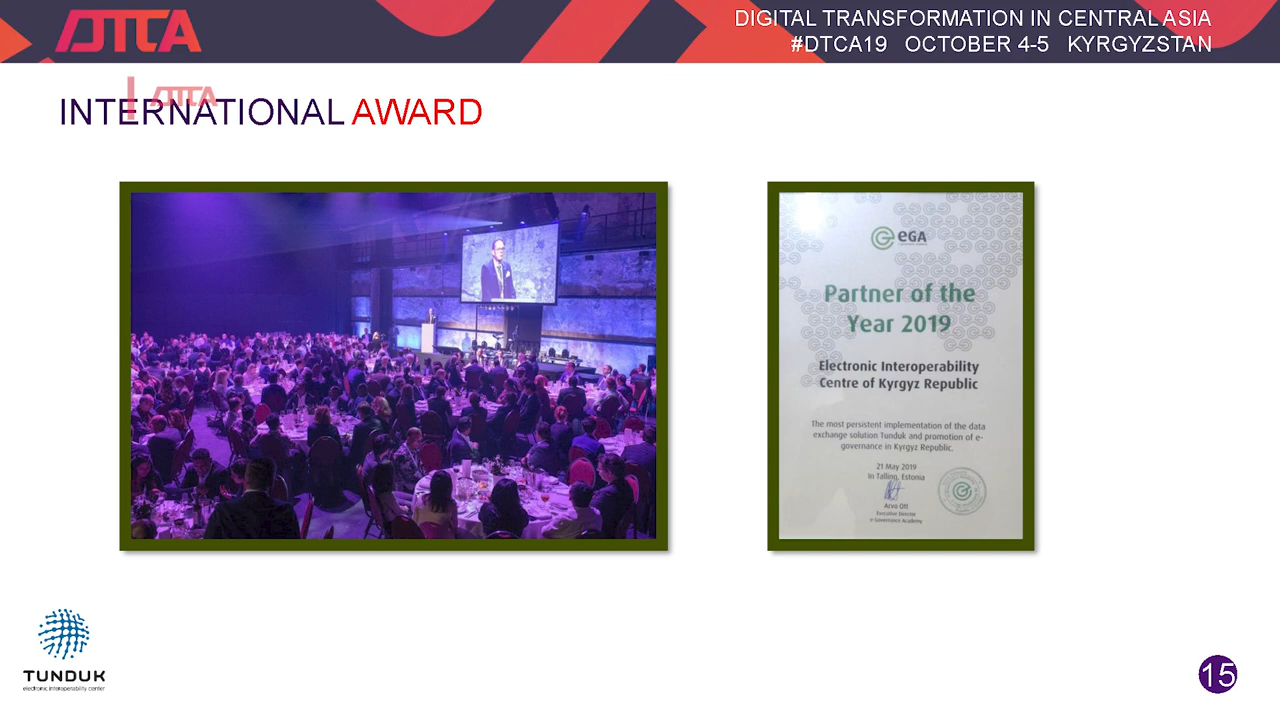 DTCA
DIGITAL TRANSFORMATION IN CENTRAL ASIA
#DTCA19 OCTOBER 4-5 KYRGYZSTAN
DTCA
INTERNATIONAL AWARD
eGA
Partner of the
Year 2019
Electronic Interoperability
Centre of Kyrgyz Republic
The most persistent implementation of the data
exchange solution Tunduk and promotion of e-
governance in Kyrgyz Republic.
21 May 2019
In Tallinn, Estonia
Arvo Ott
Executive Director
e-Governance Academy
TUNDUK
electronic interoperability center
15